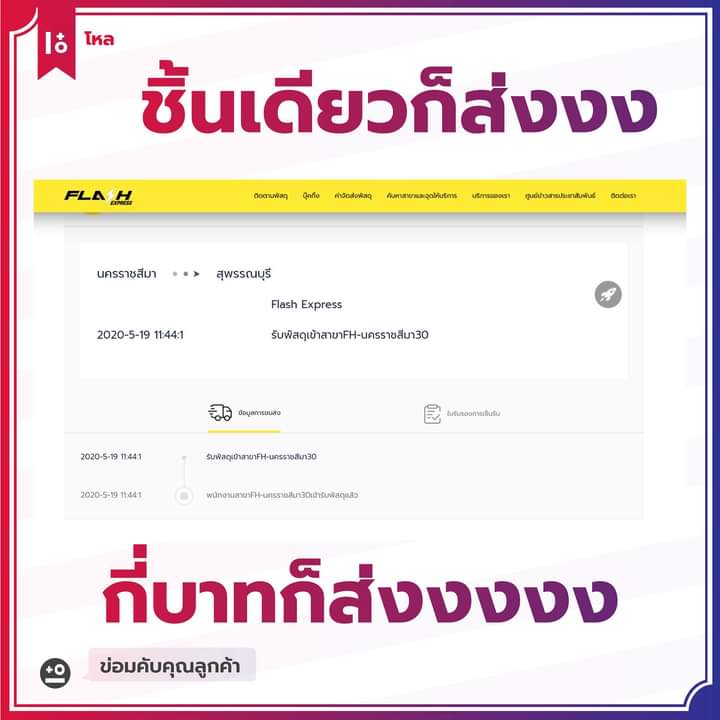 โหล
ชิ้นเดียวก็ส่งงง
FLASH EXPRESS
ติดตามพัสดุ บุ๊คกิ้ง ค่าจัดส่งพัสดุ ค้นหาสาขาและจุดให้บริการ บริการของเรา ศูนย์ข่าวสารประชาสัมพันธ์ ติดต่อเรา
นครราชสีมา สุพรรณบุรี
Flash Express
2020-5-19 11:44:1 รับพัสดุเข้าสาขาFH-นครราชสีมา30
ข้อมูลการขนส่ง ใบรับรองการเซ็นรับ
2020-5-19 11:44:1 รับพัสดุเข้าสาขาFH-นครราชสีมา30
2020-5-19 11:44:1 พนักงานสาขาFH-นครราชสีมา30เข้ารับพัสดุแล้ว
กี่บาทก็ส่งงงงง
ข่อมคับคุณลูกค้า